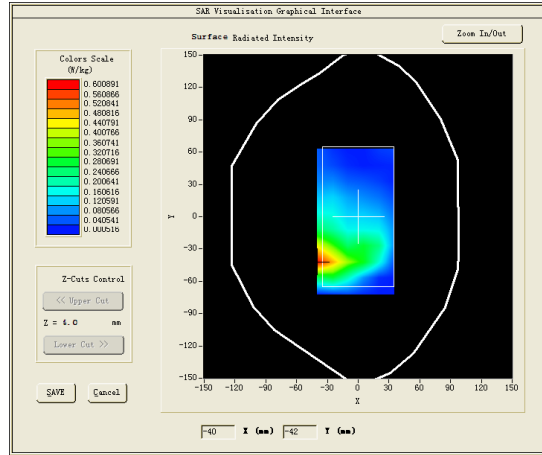 SAR Visualisation Graphical Interface
Surface Radiated Intensity
Zoom In/Out
Colors Scale
(W/kg)
0.600891
0.560866
0.520841
0.480816
0.440791
0.400766
0.360741
0.320716
0.280691
0.240666
0.200641
0.160616
0.120591
0.080566
0.040541
0.000516
Z-Cuts Control
<< Upper Cut
Z = 4.0 mm
Lower Cut >>
SAVE Cancel
150
120
90
60
30
0
-30
-60
-90
-120
-150
Y
-150 -120 -90 -60 -30 0 30 60 90 120 150
X
-40 X (mm) -42 Y (mm)